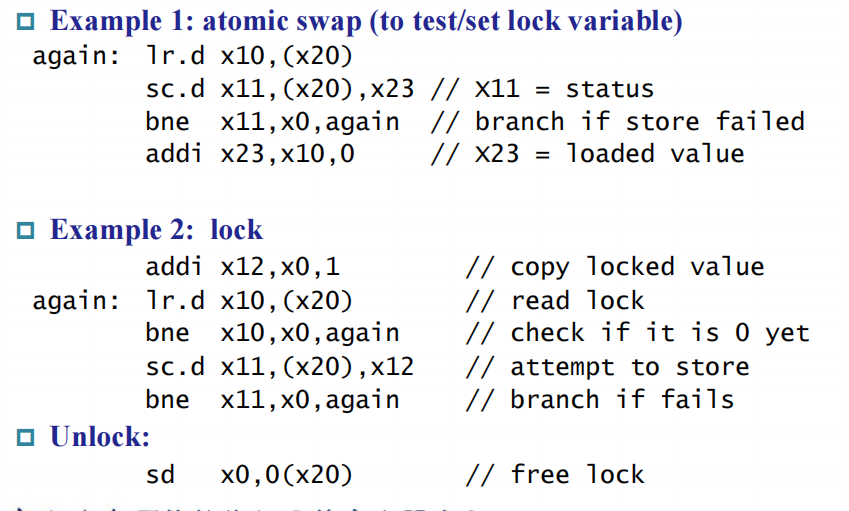 Example 1: atomic swap (to test/set lock variable)
again: lr.d x10,(x20)
sc.d x11,(x20),x23 // X11 = status
bne x11,x0,again // branch if store failed
addi x23,x10,0 // X23 = loaded value
Example 2: lock
addi x12,x0,1 // copy locked value
again: lr.d x10,(x20) // read lock
bne x10,x0,again // check if it is 0 yet
sc.d x11,(x20),x12 // attempt to store
bne x11,x0,again // branch if fails
Unlock:
sd x0,0(x20) // free lock